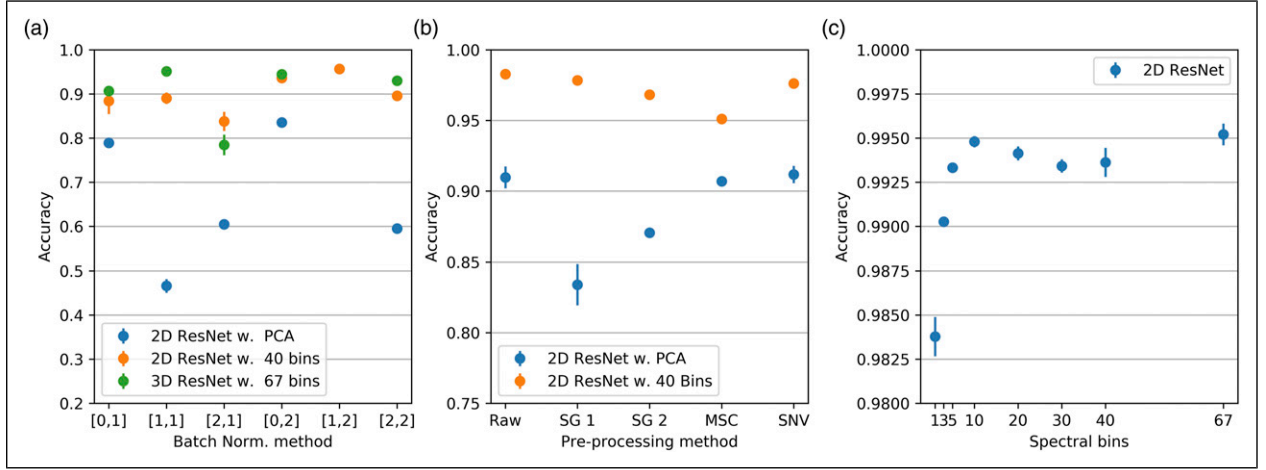 (a)
1.0
0.9
0.8
0.7
0.6
0.5
0.4
0.3
0.2
Accuracy
2D ResNet w. PCA
2D ResNet w. 40 bins
3D ResNet w. 67 bins
[0,1] [1,1] [2,1] [0,2] [1,2] [2,2]
Batch Norm. method
(b)
1.00
0.95
0.90
0.85
0.80
0.75
Accuracy
2D ResNet w. PCA
2D ResNet w. 40 Bins
Raw SG 1 SG 2 MSC SNV
Pre-processing method
(c)
1.0000
0.9975
0.9950
0.9925
0.9900
0.9875
0.9850
0.9825
0.9800
Accuracy
2D ResNet
1 3 5 10 20 30 40 67
Spectral bins